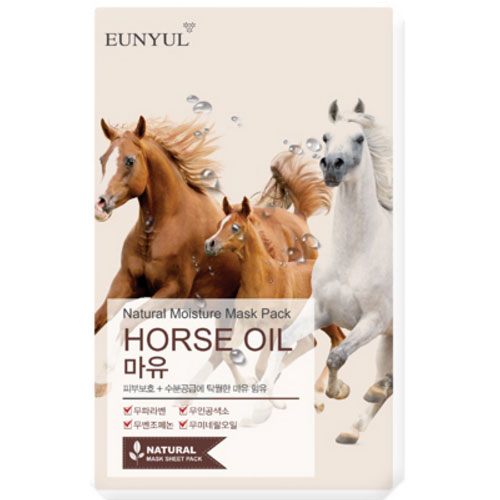 EUNYUL
Natural Moisture Mask Pack
HORSE OIL
마유
피부보호 + 수분공급에 탁월한 마유 함유
무파라벤 무인공색소
무벤조페논 무미네랄오일
NATURAL
MASK SHEET PACK